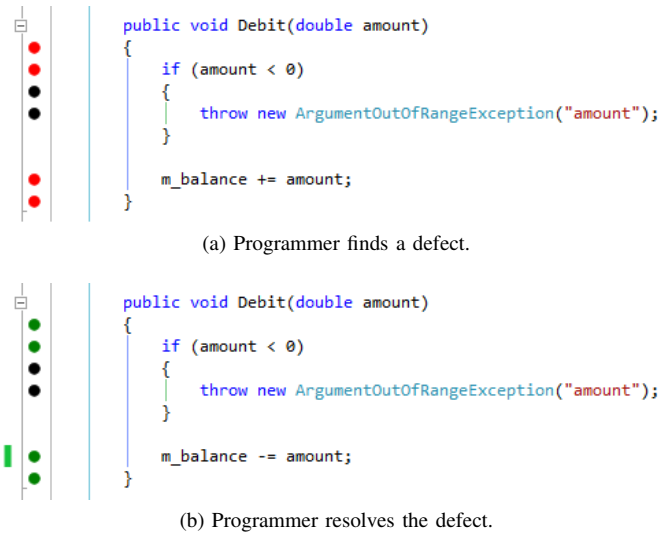 public void Debit(double amount)
{
if (amount < 0)
{
throw new ArgumentOutOfRangeException("amount");
}
m_balance += amount;
}
(a) Programmer finds a defect.
public void Debit(double amount)
{
if (amount < 0)
{
throw new ArgumentOutOfRangeException("amount");
}
m_balance -= amount;
}
(b) Programmer resolves the defect.